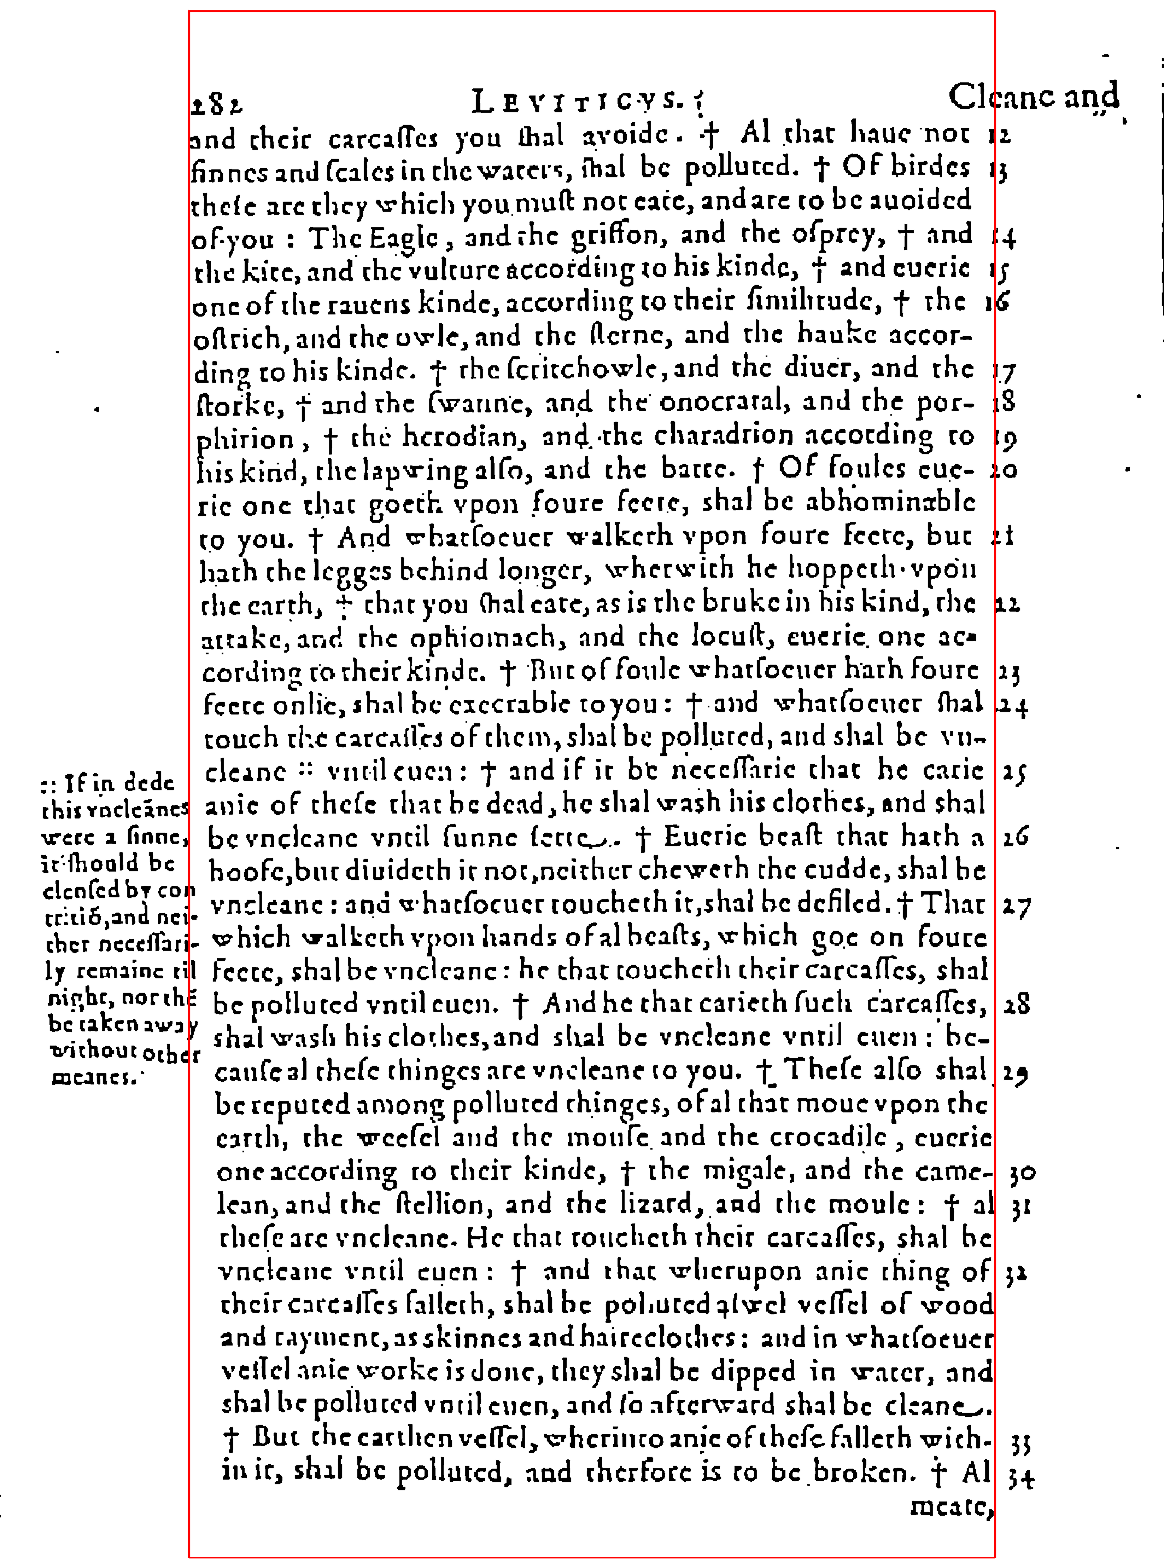 282 LEVITICVS. Cleane and
and their carcasſes you ſhal avoide. † Al that haue not 12
finnes and ſcales in the waters, ſhal be polluted. † Of birdes 13
theſe are they which you muſt not eate, and are to be auoided
of you : The Eagle, and the griffon, and the oſprey, † and 14
the kite, and the vulture according to his kinde, † and euerie 15
one of the rauens kinde, according to their ſimilitude, † the 16
oſtrich, and the owle, and the ſterne, and the hauke accor-
ding to his kinde. † the ſcritchowle, and the diuer, and the 17
ſtorke, † and the ſwanne, and the onocratal, and the por- 18
phirion, † the herodian, and the charadrion according to 19
his kind, the lapwing alſo, and the batte. † Of foules eue- 20
rie one that goeth vpon foure feete, shal be abhominable
to you. † And whatſoeuer walketh vpon foure feete, but 21
hath the legges behind longer, wherwith he hoppeth vpon
the earth, † that you ſhal eate, as is the bruke in his kind, the 22
attake, and the ophiomach, and the locuſt, euerie one ac-
cording to their kinde. † But of foule whatſoeuer hath foure 23
feete onlie, shal be execrable to you : † and whatſoeuer ſhal 24
touch the carcaſſes of them, shal be polluted, and shal be vn-
cleane :: vntil euen : † and if it be neceſſarie that he carie 25
anie of theſe that be dead, he shal wash his clothes, and shal
be vncleane vntil ſunne ſette. † Euerie beaſt that hath a 26
hoofe, but diuideth it not, neither cheweth the cudde, shal be
vncleane : and whatſoeuer toucheth it, shal be defiled. † That 27
which walketh vpon hands of al beaſts, which goe on foure
feete, shal be vncleane : he that toucheth their carcaſſes, shal
be polluted vntil euen. † And he that carieth ſuch carcaſſes, 28
shal wash his clothes, and shal be vncleane vntil euen : be-
cauſe al theſe thinges are vncleane to you. † Theſe alſo shal 29
be reputed among polluted thinges, of al that moue vpon the
earth, the weeſel and the mouſe and the crocadile, euerie
one according to their kinde, † the migale, and the came- 30
lean, and the ſtellion, and the lizard, and the moule : † al 31
theſe are vncleane. He that toucheth their carcaſſes, shal be
vncleane vntil euen : † and that wherupon anie thing of 32
their carcaſſes falleth, shal be polluted aſwel veſſel of wood
and rayment, as skinnes and haireclothes : and in whatſoeuer
veſſel anie worke is done, they shal be dipped in water, and
shal be polluted vntil euen, and ſo afterward shal be cleane.
† But the earthen veſſel, wherinto anie of theſe falleth with- 33
in it, shal be polluted, and therfore is to be broken. † Al 34
meate,
:: If in dede
this vncleānes
were a ſinne,
it ſhould be
clenſed by con
tritiō, and nei-
ther neceſſari-
ly remaine til
night, nor thē
be taken away
without other
meanes.